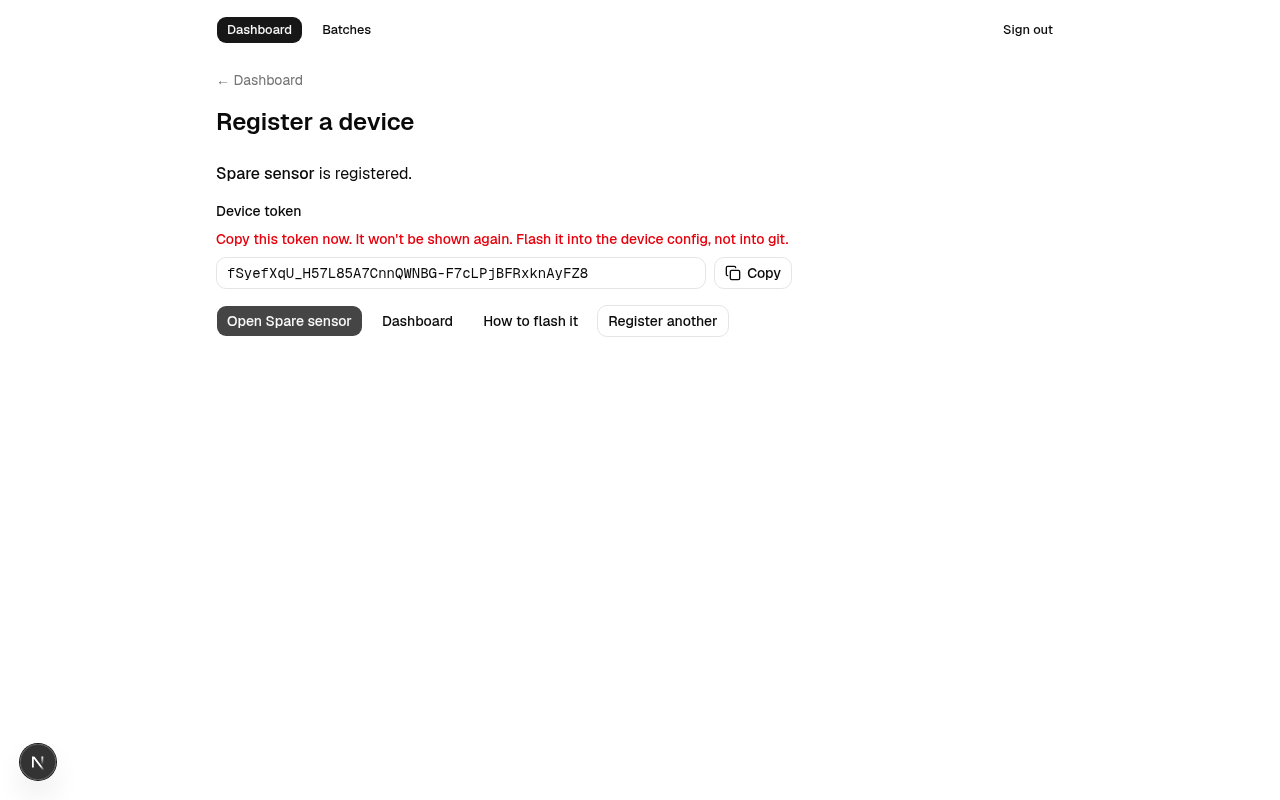 Dashboard Batches Sign out
← Dashboard
Register a device
Spare sensor is registered.
Device token
Copy this token now. It won't be shown again. Flash it into the device config, not into git.
fSyefXqU_H57L85A7CnnQWNBG-F7cLPjBFRxknAyFZ8 Copy
Open Spare sensor Dashboard How to flash it Register another
N